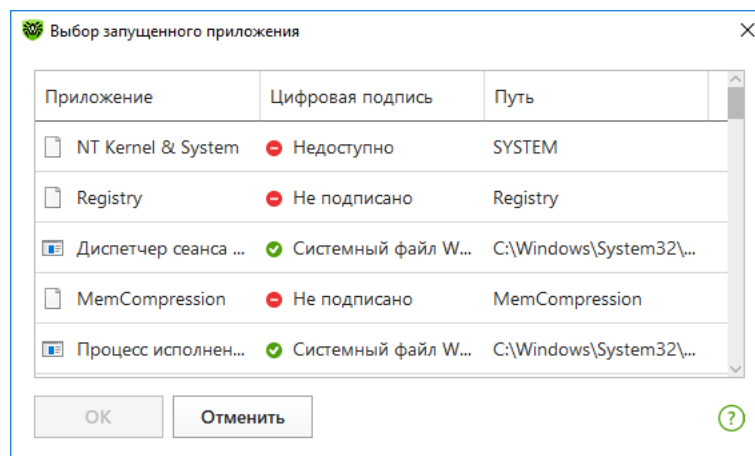 Выбор запущенного приложения
Приложение Цифровая подпись Путь
NT Kernel & System Недоступно SYSTEM
Registry Не подписано Registry
Диспетчер сеанса ... Системный файл W... C:\Windows\System32\...
MemCompression Не подписано MemCompression
Процесс исполнен... Системный файл W... C:\Windows\System32\...
OK Отменить ?